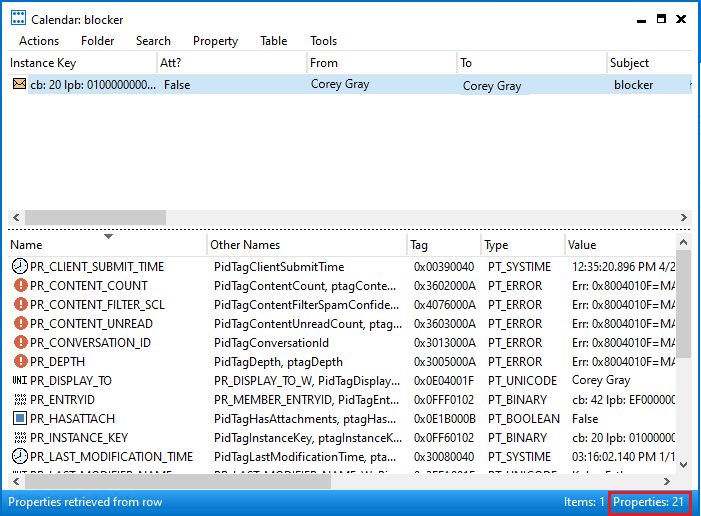 Calendar: blocker
Actions Folder Search Property Table Tools
Instance Key Att? From To Subject
cb: 20 lpb: 0100000000... False Corey Gray Corey Gray blocker
Name Other Names Tag Type Value
PR_CLIENT_SUBMIT_TIME PidTagClientSubmitTime 0x00390040 PT_SYSTIME 12:35:20.896 PM 4/2
PR_CONTENT_COUNT PidTagContentCount, ptagConte... 0x3602000A PT_ERROR Err: 0x8004010F=MA
PR_CONTENT_FILTER_SCL PidTagContentFilterSpamConfide... 0x4076000A PT_ERROR Err: 0x8004010F=MA
PR_CONTENT_UNREAD PidTagContentUnreadCount, ptag... 0x3603000A PT_ERROR Err: 0x8004010F=MA
PR_CONVERSATION_ID PidTagConversationId 0x3013000A PT_ERROR Err: 0x8004010F=MA
PR_DEPTH PidTagDepth, ptagDepth 0x3005000A PT_ERROR Err: 0x8004010F=MA
UNI PR_DISPLAY_TO PR_DISPLAY_TO_W, PidTagDisplay... 0x0E04001F PT_UNICODE Corey Gray
PR_ENTRYID PR_MEMBER_ENTRYID, PidTagEnt... 0x0FFF0102 PT_BINARY cb: 42 lpb: EF000000
PR_HASATTACH PidTagHasAttachments, ptagHas... 0x0E1B000B PT_BOOLEAN False
PR_INSTANCE_KEY PidTagInstanceKey, ptagInstanceK... 0x0FF60102 PT_BINARY cb: 20 lpb: 01000000
PR_LAST_MODIFICATION_TIME PidTagLastModificationTime, pta... 0x30080040 PT_SYSTIME 03:16:02.140 PM 1/1
Properties retrieved from row Items: 1 Properties: 21